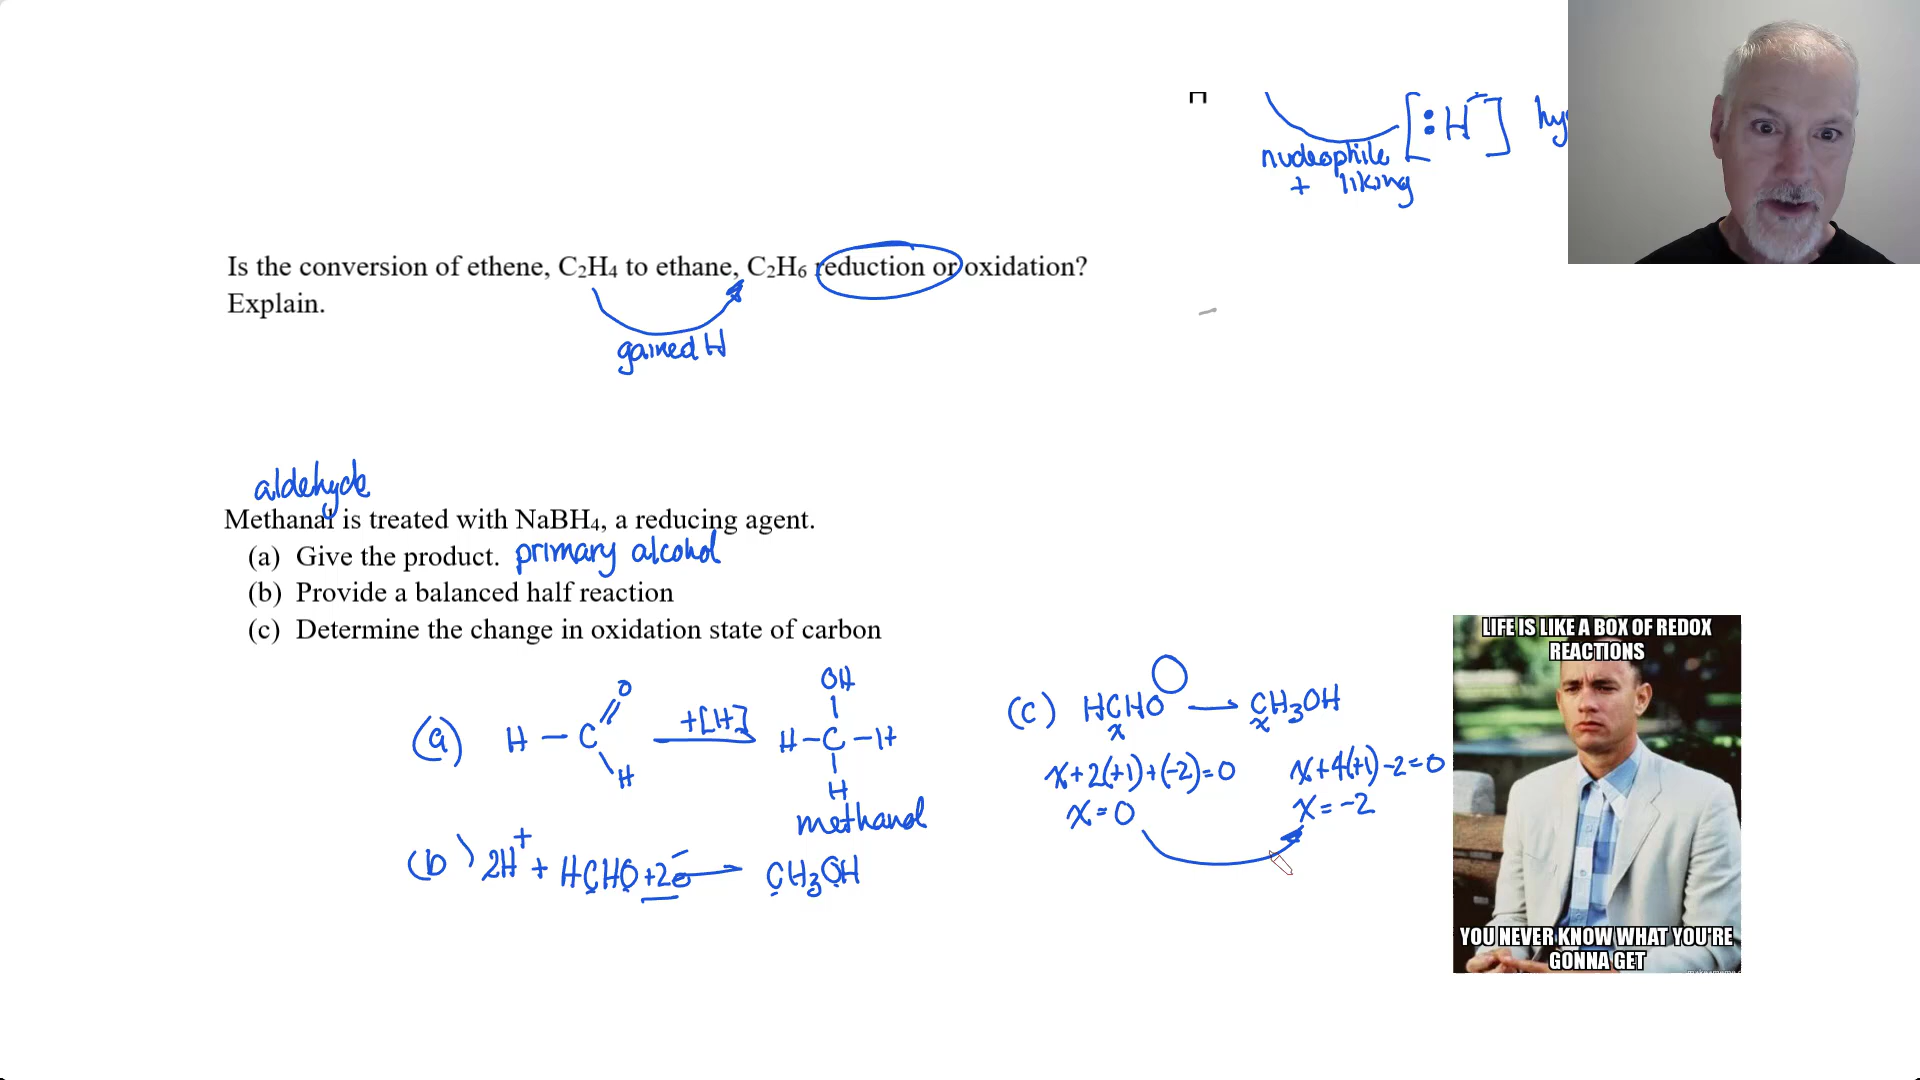 [:H⁻] hy
nucleophile
+ liking
Is the conversion of ethene, C₂H₄ to ethane, C₂H₆ reduction or oxidation?
Explain.
gained H
aldehyde
Methanal is treated with NaBH₄, a reducing agent.
(a) Give the product. primary alcohol
(b) Provide a balanced half reaction
(c) Determine the change in oxidation state of carbon
(a) H — C =O H +[H] → H-C-H OH H
methanol
(b) 2H⁺ + HCHO + 2e⁻ → CH₃OH
(c) HCHO → CH₃OH
x x
x+2(+1)+(-2)=0
x=0
x+4(+1)-2=0
x=-2
LIFE IS LIKE A BOX OF REDOX
REACTIONS
YOU NEVER KNOW WHAT YOU'RE
GONNA GET